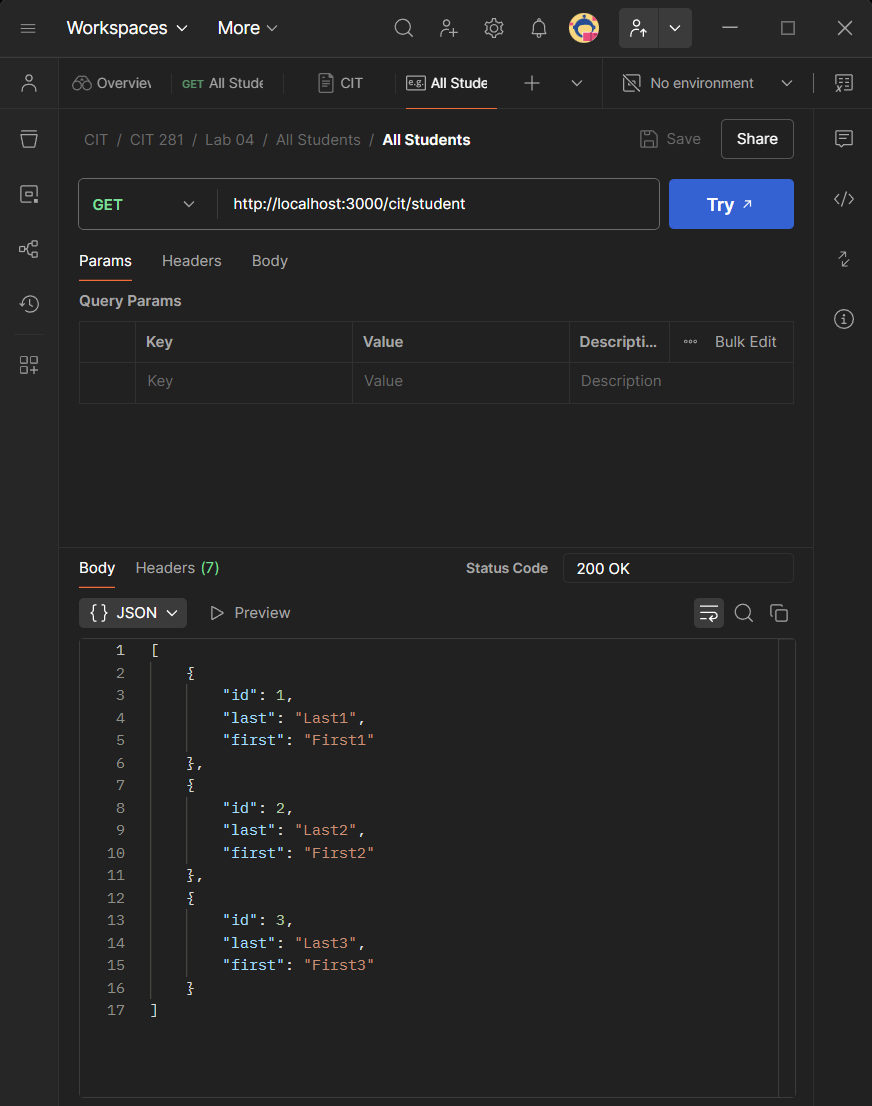 Workspaces More
Overview GET All Stude CIT e.g. All Stude No environment
CIT / CIT 281 / Lab 04 / All Students / All Students Save Share
GET http://localhost:3000/cit/student Try
Params Headers Body
Query Params
Key Value Descripti... Bulk Edit
Key Value Description
Body Headers (7) Status Code 200 OK
{} JSON Preview
1 [
2 {
3 "id": 1,
4 "last": "Last1",
5 "first": "First1"
6 },
7 {
8 "id": 2,
9 "last": "Last2",
10 "first": "First2"
11 },
12 {
13 "id": 3,
14 "last": "Last3",
15 "first": "First3"
16 }
17 ]